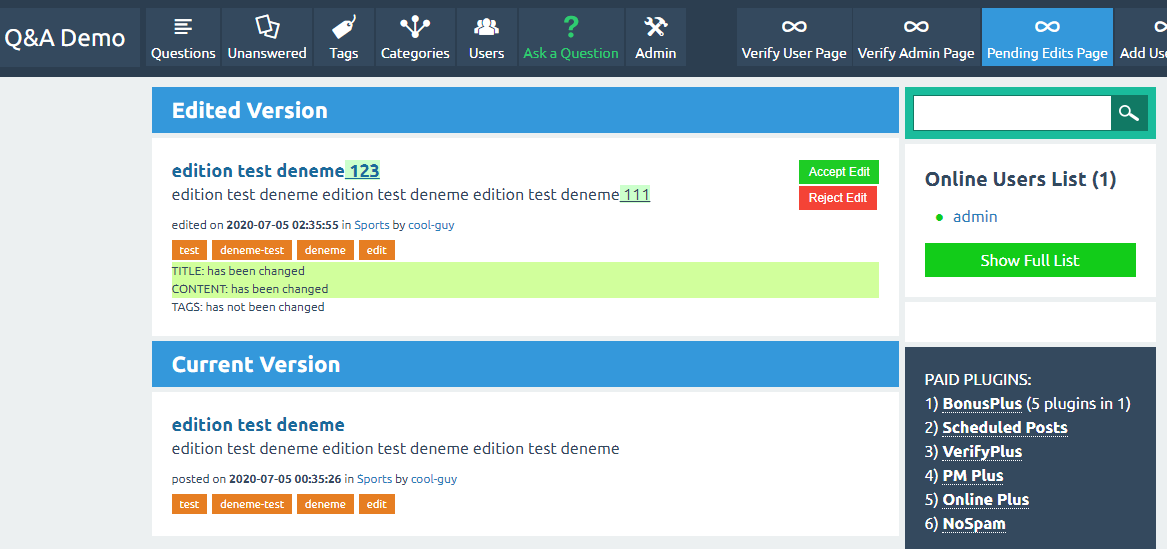 Q&A Demo
Questions
Unanswered
Tags
Categories
Users
Ask a Question
Admin
Verify User Page
Verify Admin Page
Pending Edits Page
Add Use
Edited Version
edition test deneme 123
edition test deneme edition test deneme edition test deneme 111
Accept Edit
Reject Edit
edited on 2020-07-05 02:35:55 in Sports by cool-guy
test deneme-test deneme edit
TITLE: has been changed
CONTENT: has been changed
TAGS: has not been changed
Current Version
edition test deneme
edition test deneme edition test deneme edition test deneme
posted on 2020-07-05 00:35:26 in Sports by cool-guy
test deneme-test deneme edit
Online Users List (1)
admin
Show Full List
PAID PLUGINS:
1) BonusPlus (5 plugins in 1)
2) Scheduled Posts
3) VerifyPlus
4) PM Plus
5) Online Plus
6) NoSpam